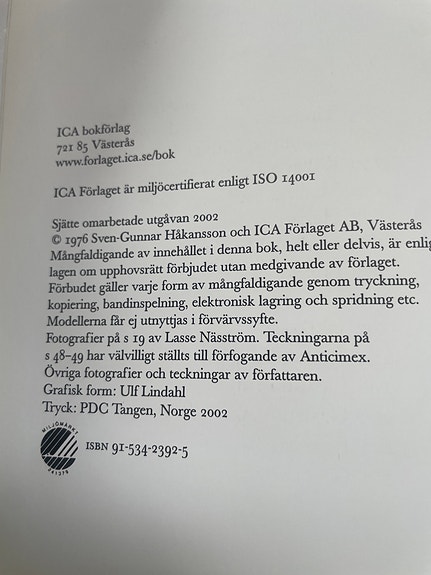 ICA bokförlag
721 85 Västerås
www.forlaget.ica.se/bok
ICA Förlaget är miljöcertifierat enligt ISO 14001
Sjätte omarbetade utgåvan 2002
© 1976 Sven-Gunnar Håkansson och ICA Förlaget AB, Västerås
Mångfaldigande av innehållet i denna bok, helt eller delvis, är enlig
lagen om upphovsrätt förbjudet utan medgivande av förlaget.
Förbudet gäller varje form av mångfaldigande genom tryckning,
kopiering, bandinspelning, elektronisk lagring och spridning etc.
Modellerna får ej utnyttjas i förvärvssyfte.
Fotografier på s 19 av Lasse Näsström. Teckningarna på
s 48–49 har välvilligt ställts till förfogande av Anticimex.
Övriga fotografier och teckningar av författaren.
Grafisk form: Ulf Lindahl
Tryck: PDC Tangen, Norge 2002
MILJÖMÄRKT
241379
ISBN 91-534-2392-5